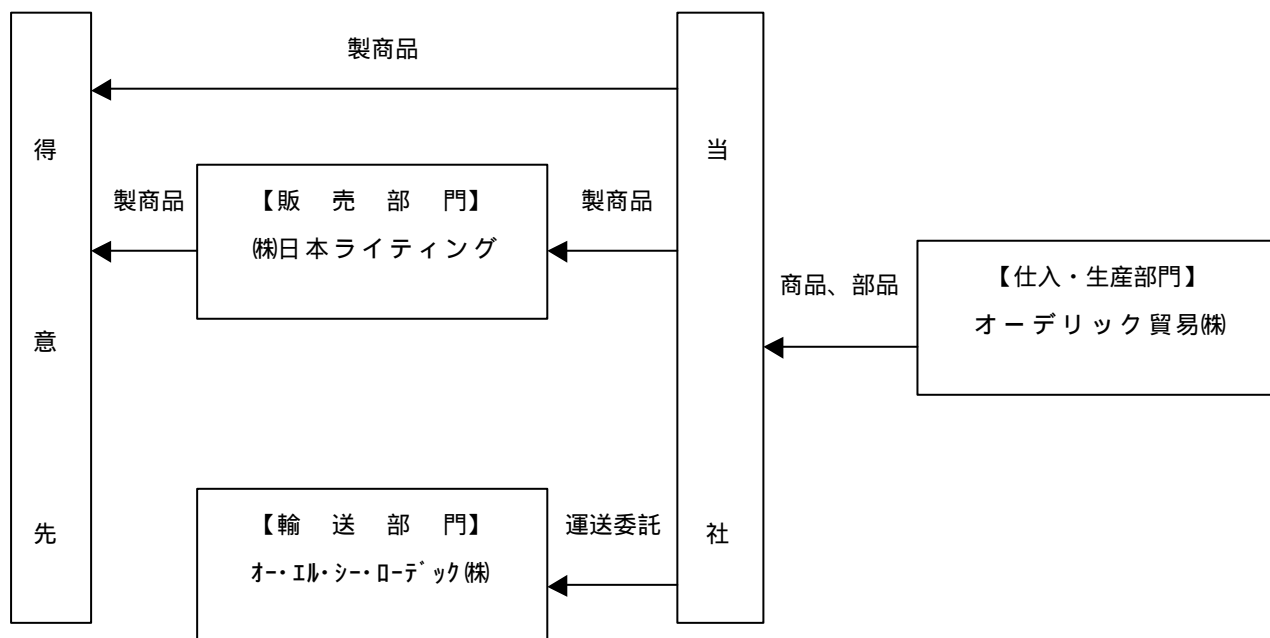 製商品
得意先
製商品
【販 売 部 門】
㈱日本ライティング
製商品
当社
商品、部品
【仕入・生産部門】
オーデリック貿易㈱
【輸 送 部 門】
オー・エル・シー・ローデック㈱
運送委託